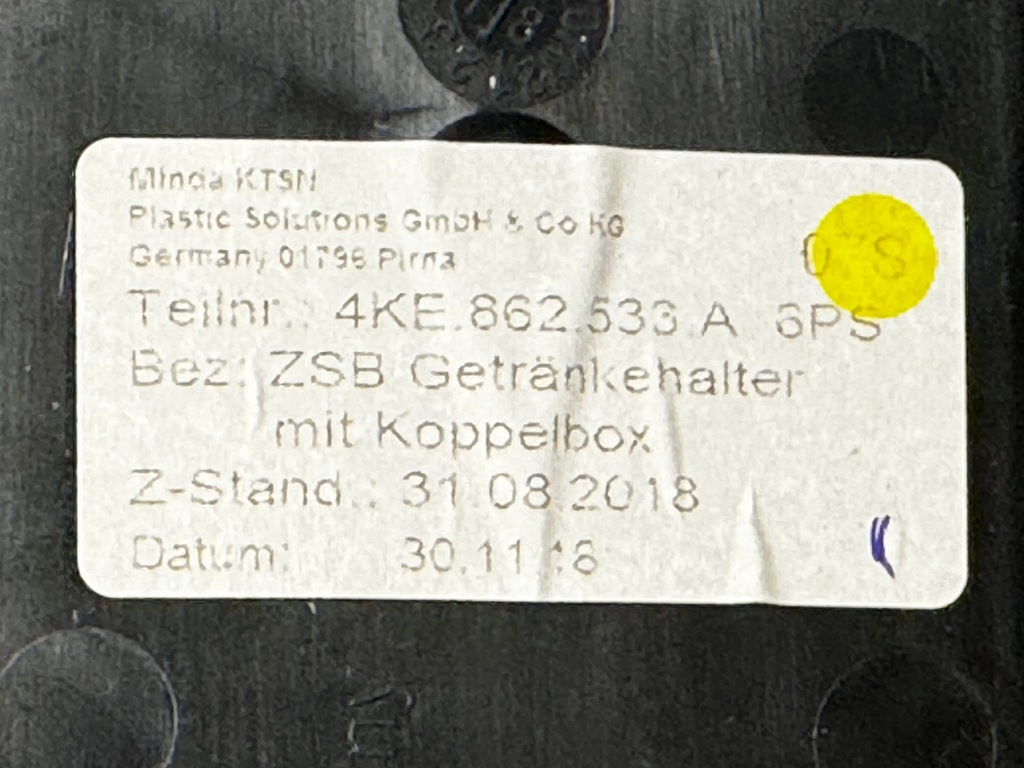 Minda KTSN
Plastic Solutions GmbH & Co KG
Germany 01796 Pirna
07S
Teilnr.: 4KE.862.533 A 6PS
Bez: ZSB Getränkehalter
mit Koppelbox
Z-Stand.: 31.08.2018
Datum: 30.11.18